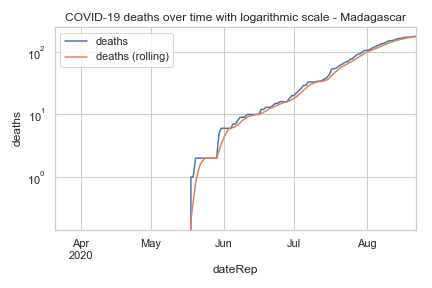 COVID-19 deaths over time with logarithmic scale - Madagascar
deaths
deaths (rolling)
10²
10¹
10⁰
deaths
Apr
2020
May
Jun
Jul
Aug
dateRep